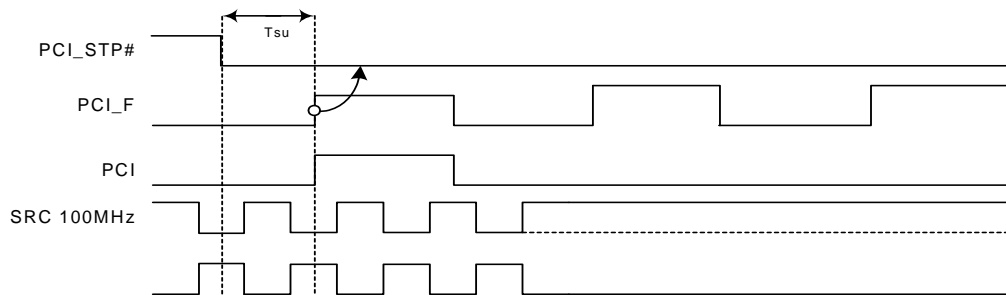 Tsu
PCI_STP#
PCI_F
PCI
SRC 100MHz